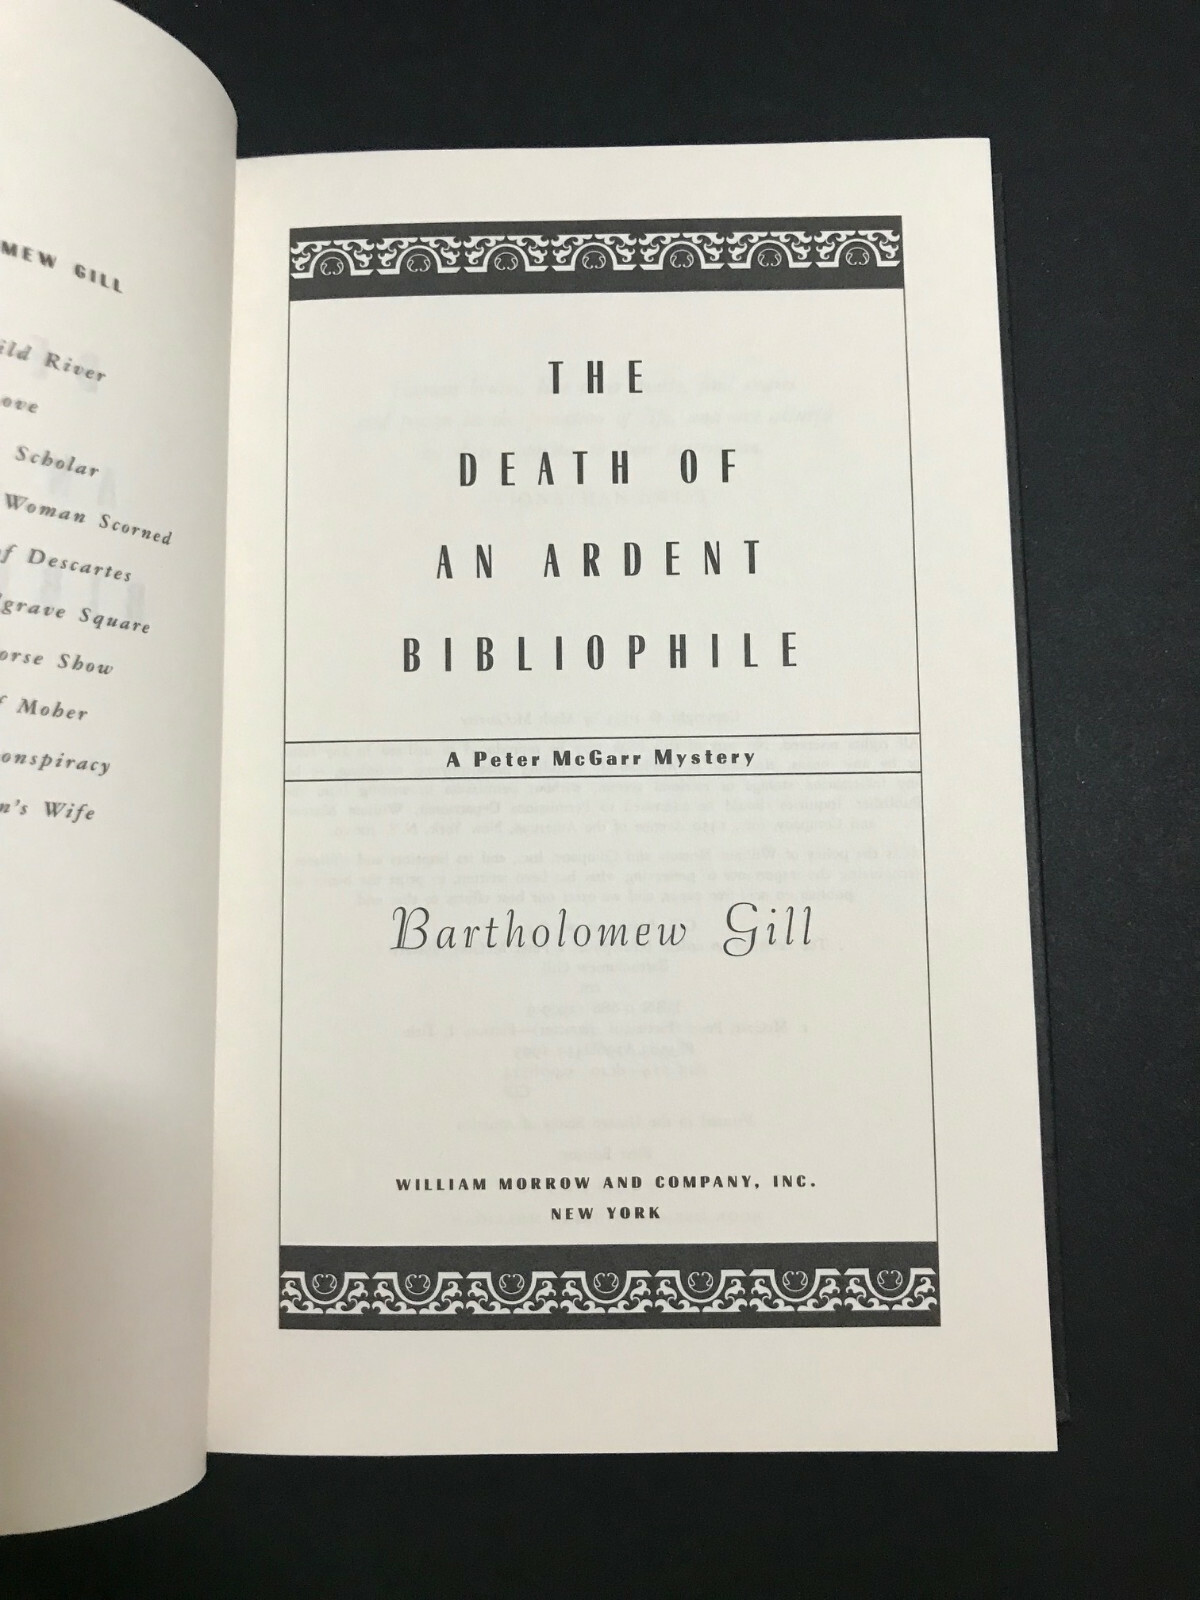 MEW GILL
ild River
ove
Scholar
Woman Scorned
f Descartes
grave Square
orse Show
f Moher
onspiracy
n's Wife
THE
DEATH OF
AN ARDENT
BIBLIOPHILE
A Peter McGarr Mystery
Bartholomew Gill
WILLIAM MORROW AND COMPANY, INC.
NEW YORK